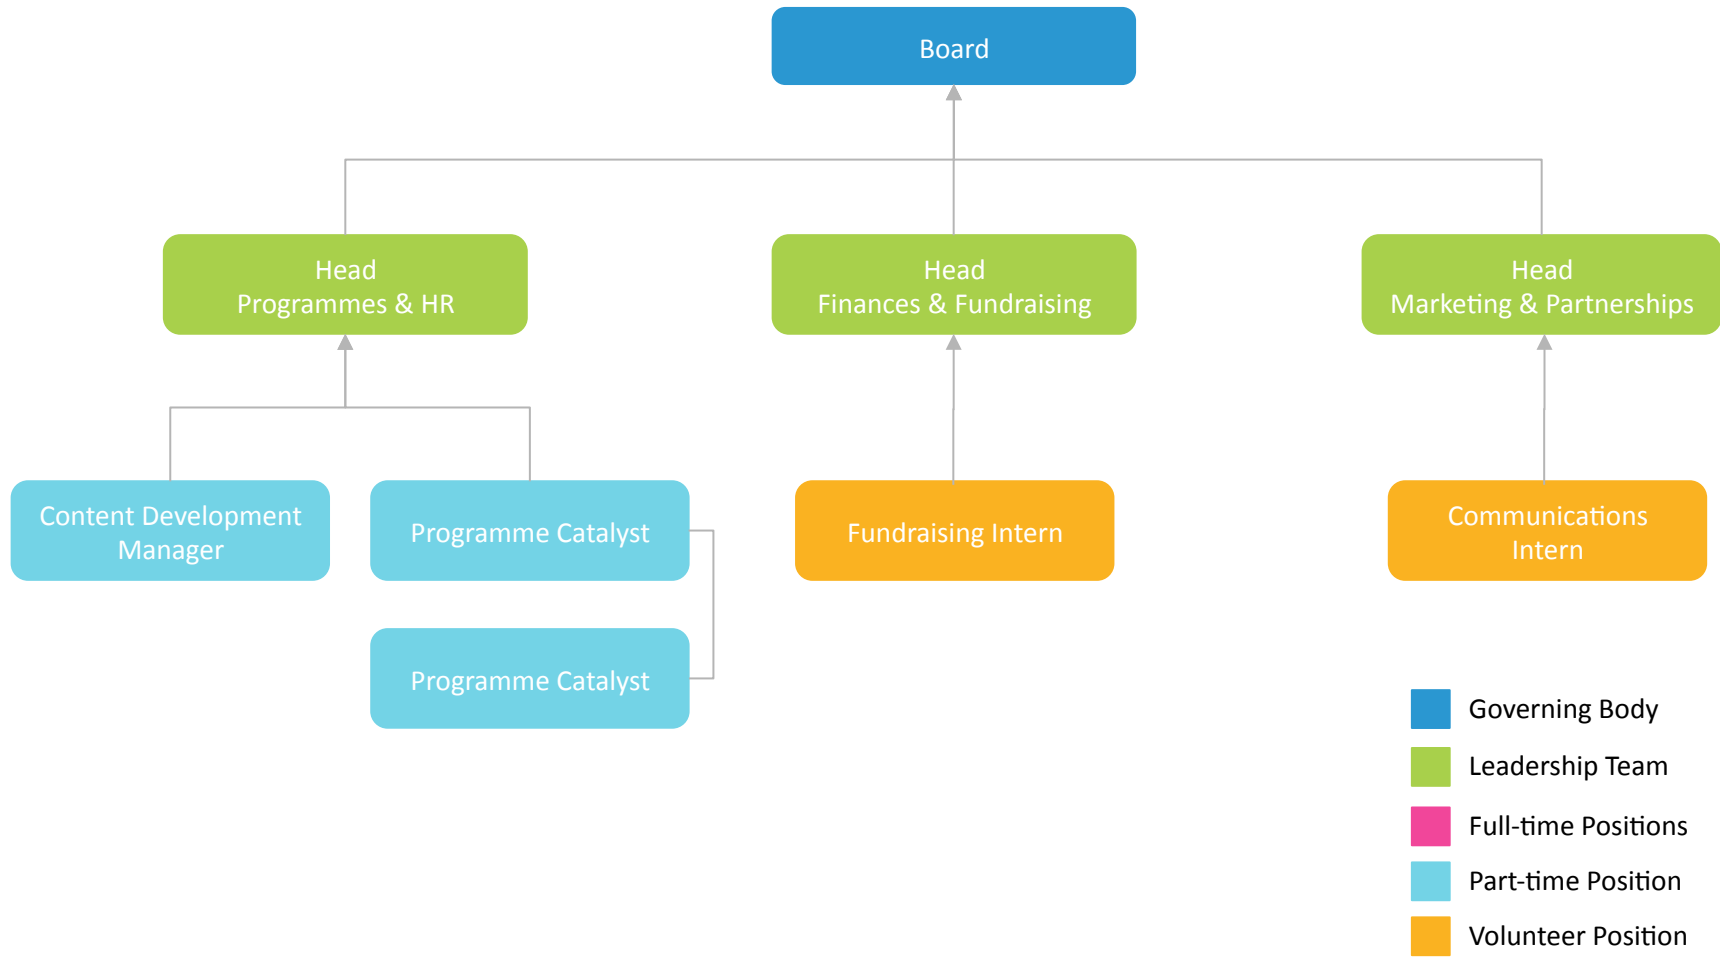 Board
Head
Programmes & HR
Head
Finances & Fundraising
Head
Marketing & Partnerships
Content Development
Manager
Programme Catalyst
Fundraising Intern
Communications
Intern
Programme Catalyst
Governing Body
Leadership Team
Full-time Positions
Part-time Position
Volunteer Position